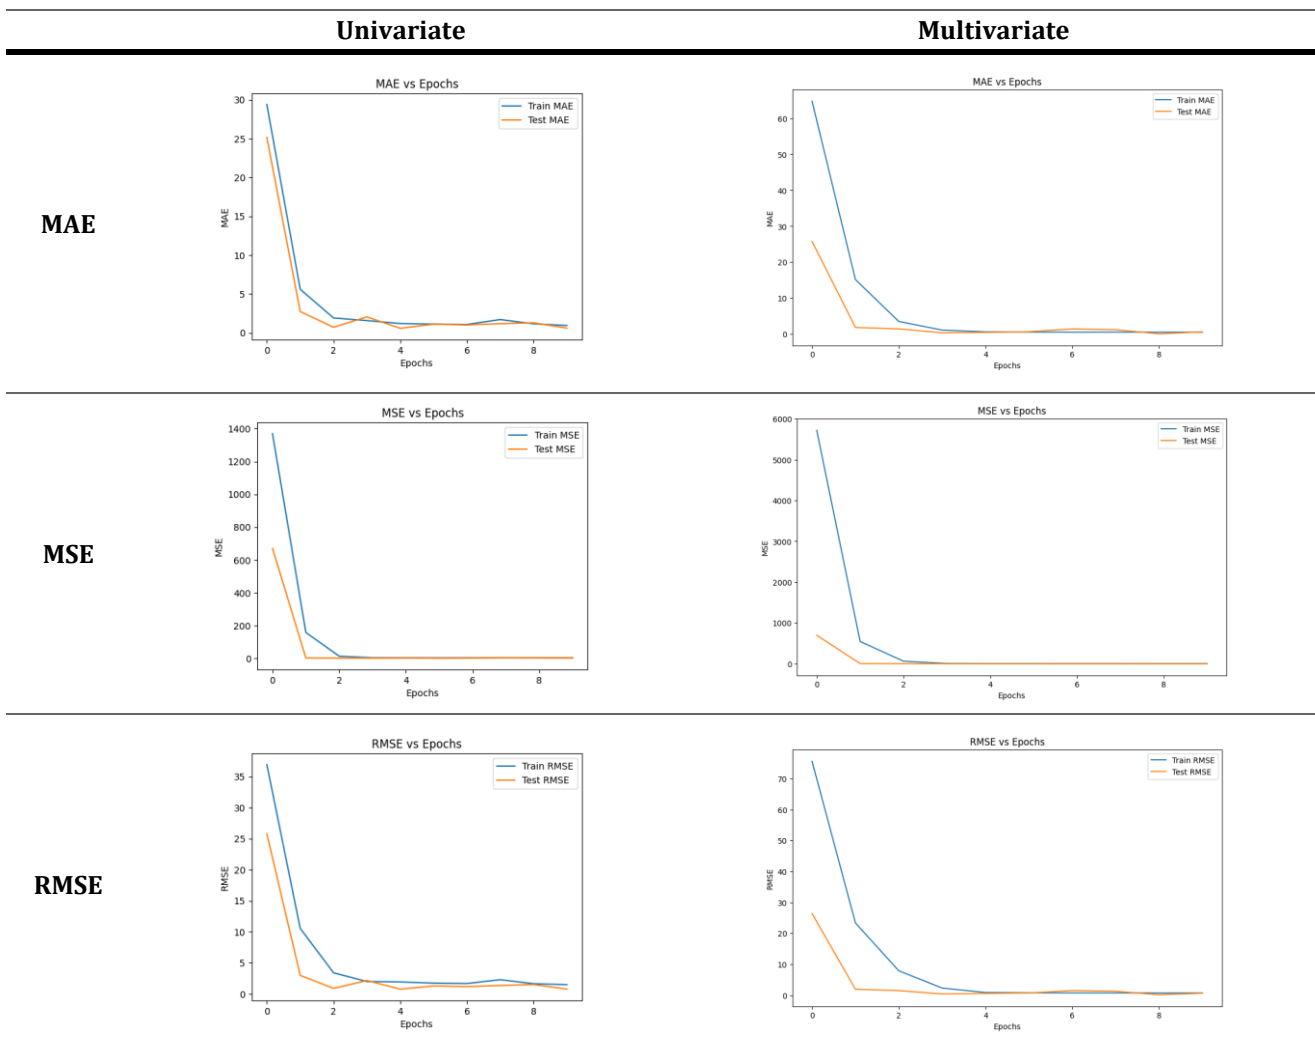 Univariate Multivariate
MAE
MAE vs Epochs
Train MAE
Test MAE
30
25
20
15
10
5
0
MAE
0 2 4 6 8
Epochs
MAE vs Epochs
Train MAE
Test MAE
60
50
40
30
20
10
0
MAE
0 2 4 6 8
Epochs
MSE
MSE vs Epochs
Train MSE
Test MSE
1400
1200
1000
800
600
400
200
0
MSE
0 2 4 6 8
Epochs
MSE vs Epochs
Train MSE
Test MSE
6000
5000
4000
3000
2000
1000
0
MSE
0 2 4 6 8
Epochs
RMSE
RMSE vs Epochs
Train RMSE
Test RMSE
35
30
25
20
15
10
5
0
RMSE
0 2 4 6 8
Epochs
RMSE vs Epochs
Train RMSE
Test RMSE
70
60
50
40
30
20
10
0
RMSE
0 2 4 6 8
Epochs